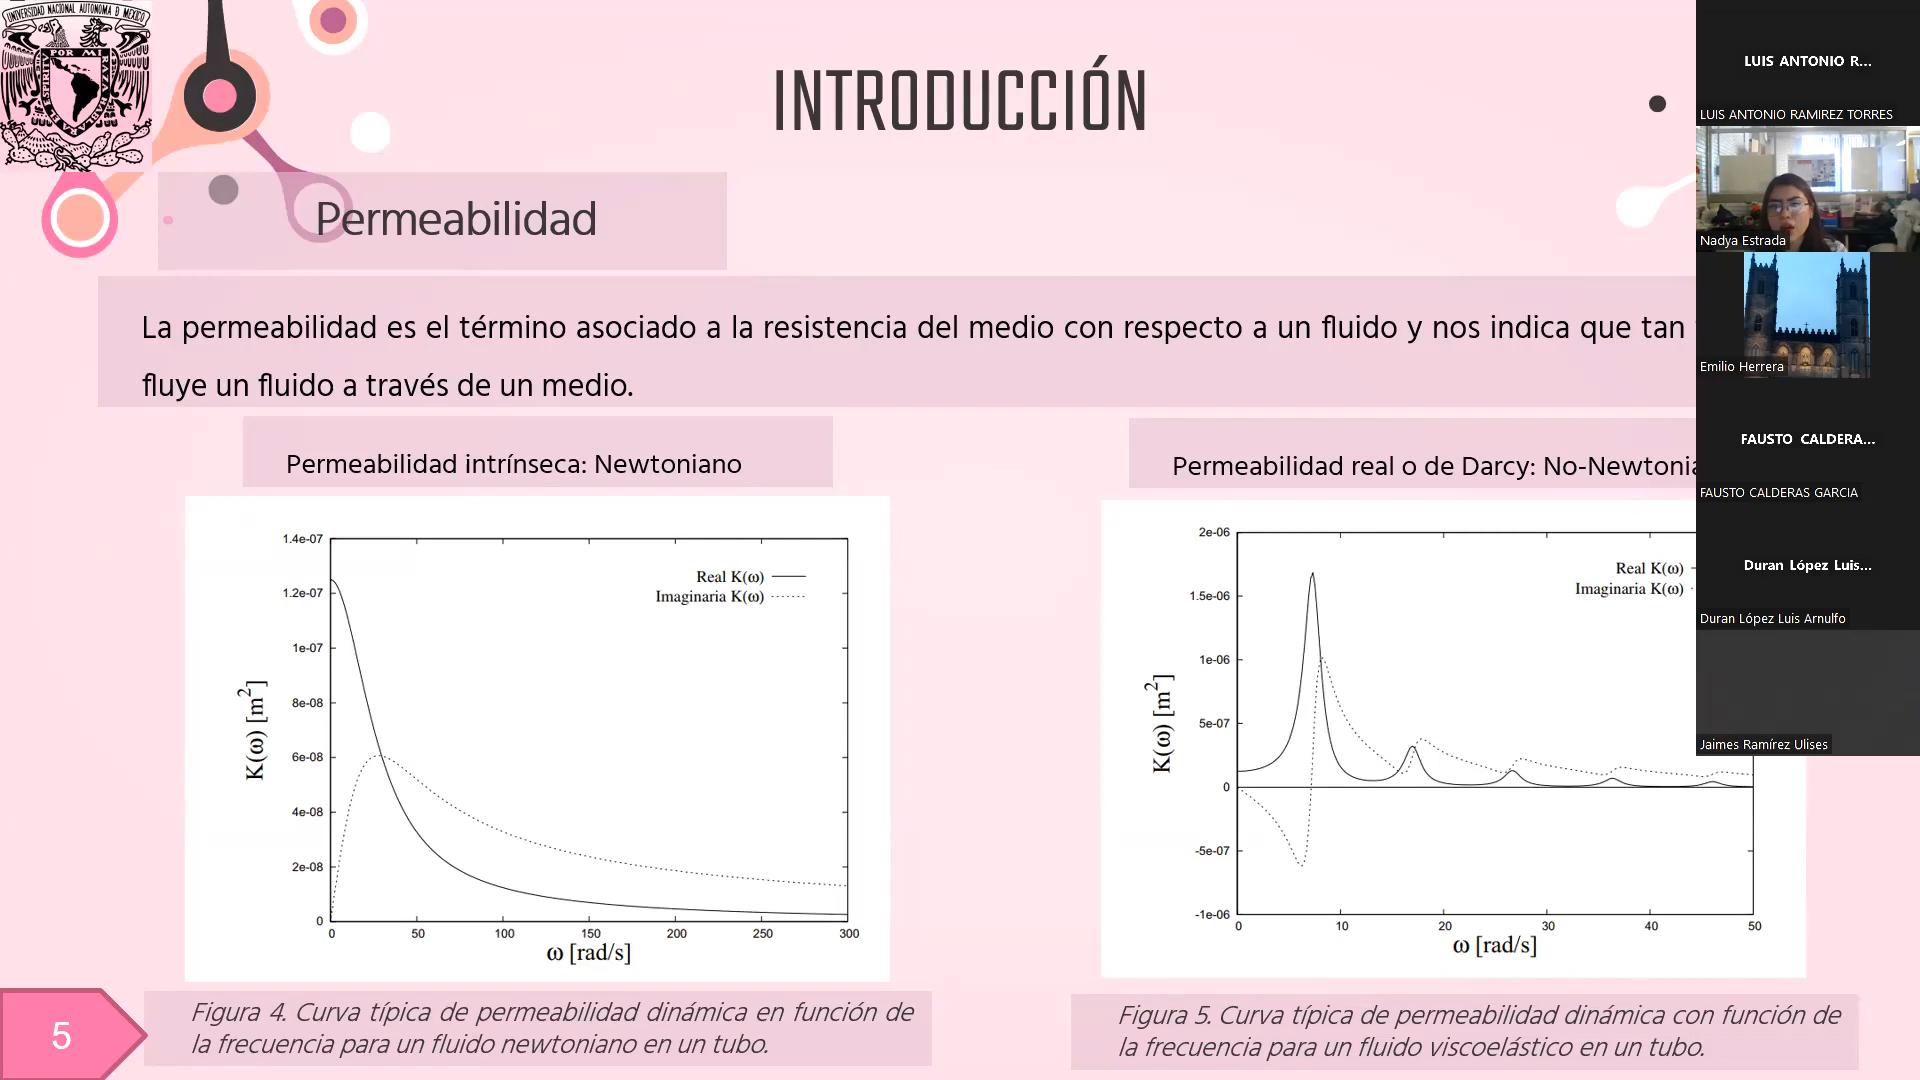 UNIVERSIDAD NACIONAL AUTONOMA D MEXICO
POR MI
RAZA
ESPIRITU
INTRODUCCIÓN
Permeabilidad
La permeabilidad es el término asociado a la resistencia del medio con respecto a un fluido y nos indica que tan
fluye un fluido a través de un medio.
Permeabilidad intrínseca: Newtoniano
1.4e-07
1.2e-07
1e-07
8e-08
6e-08
4e-08
2e-08
0
K(ω) [m²]
Real K(ω)
Imaginaria K(ω)
0 50 100 150 200 250 300
ω [rad/s]
Figura 4. Curva típica de permeabilidad dinámica en función de
la frecuencia para un fluido newtoniano en un tubo.
Permeabilidad real o de Darcy: No-Newtonia
2e-06
1.5e-06
1e-06
5e-07
0
-5e-07
-1e-06
K(ω) [m²]
Real K(ω)
Imaginaria K(ω)
0 10 20 30 40 50
ω [rad/s]
Figura 5. Curva típica de permeabilidad dinámica con función de
la frecuencia para un fluido viscoelástico en un tubo.
5
LUIS ANTONIO R...
LUIS ANTONIO RAMIREZ TORRES
Nadya Estrada
Emilio Herrera
FAUSTO CALDERA...
FAUSTO CALDERAS GARCIA
Duran López Luis...
Duran López Luis Arnulfo
Jaimes Ramírez Ulises